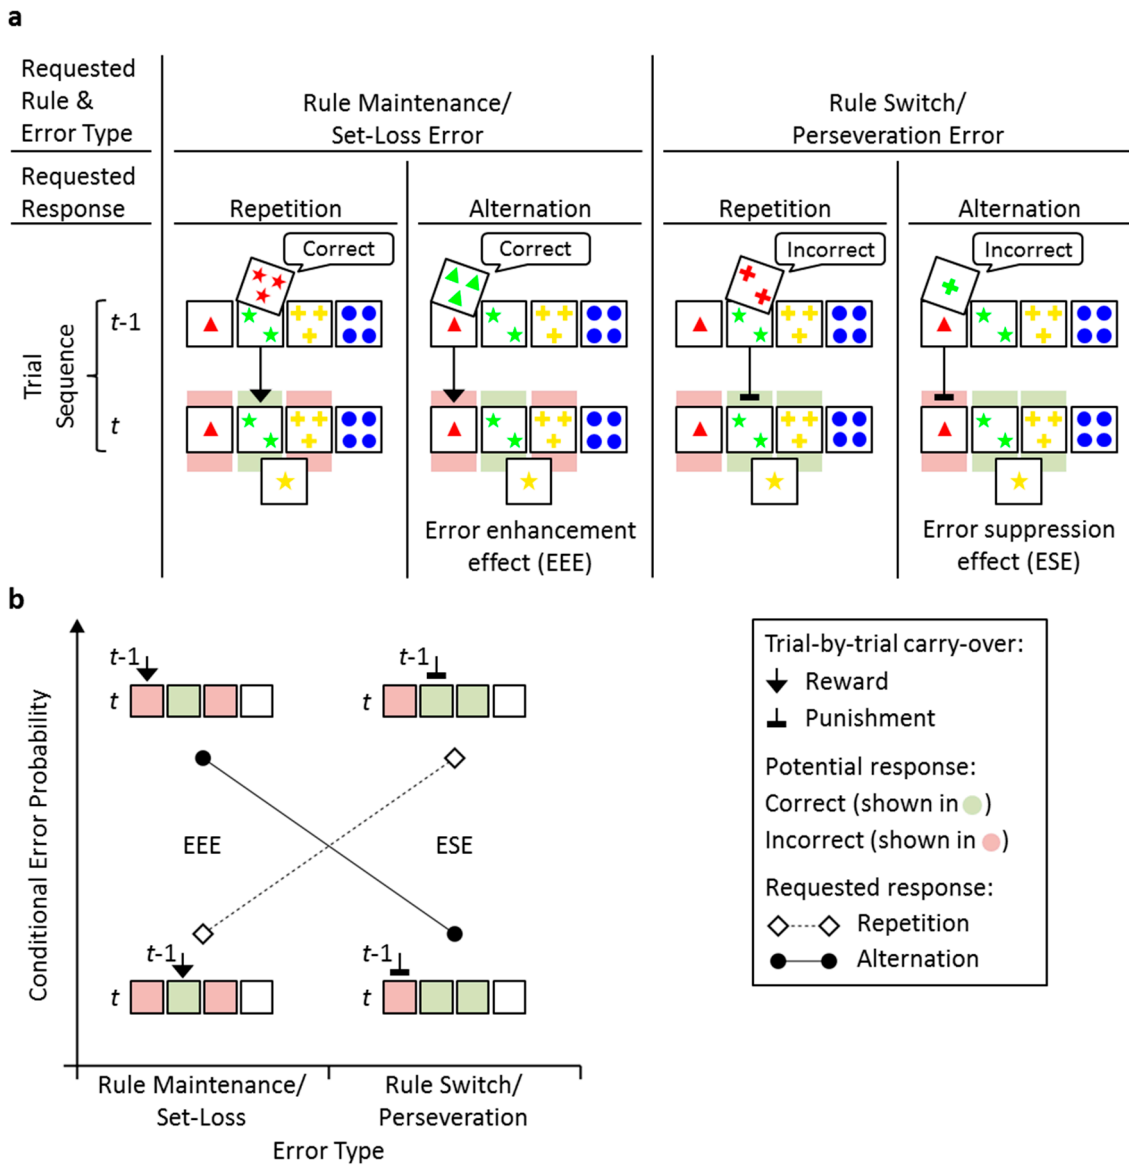 a
Requested
Rule &
Error Type
Rule Maintenance/
Set-Loss Error
Rule Switch/
Perseveration Error
Requested
Response
Repetition
Alternation
Repetition
Alternation
Correct
Correct
Incorrect
Incorrect
Trial
Sequence
t-1
t
Error enhancement
effect (EEE)
Error suppression
effect (ESE)
b
Conditional Error Probability
t-1
t
t-1
t
EEE
ESE
t-1
t
t-1
t
Rule Maintenance/
Set-Loss
Rule Switch/
Perseveration
Error Type
Trial-by-trial carry-over:
Reward
Punishment
Potential response:
Correct (shown in )
Incorrect (shown in )
Requested response:
Repetition
Alternation